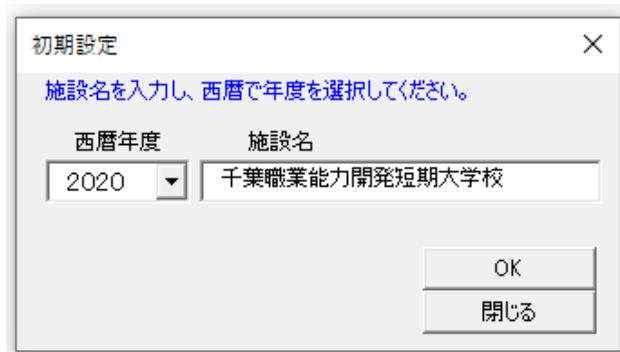 初期設定
施設名を入力し、西暦で年度を選択してください。
西暦年度 施設名
2020 千葉職業能力開発短期大学校
OK
閉じる